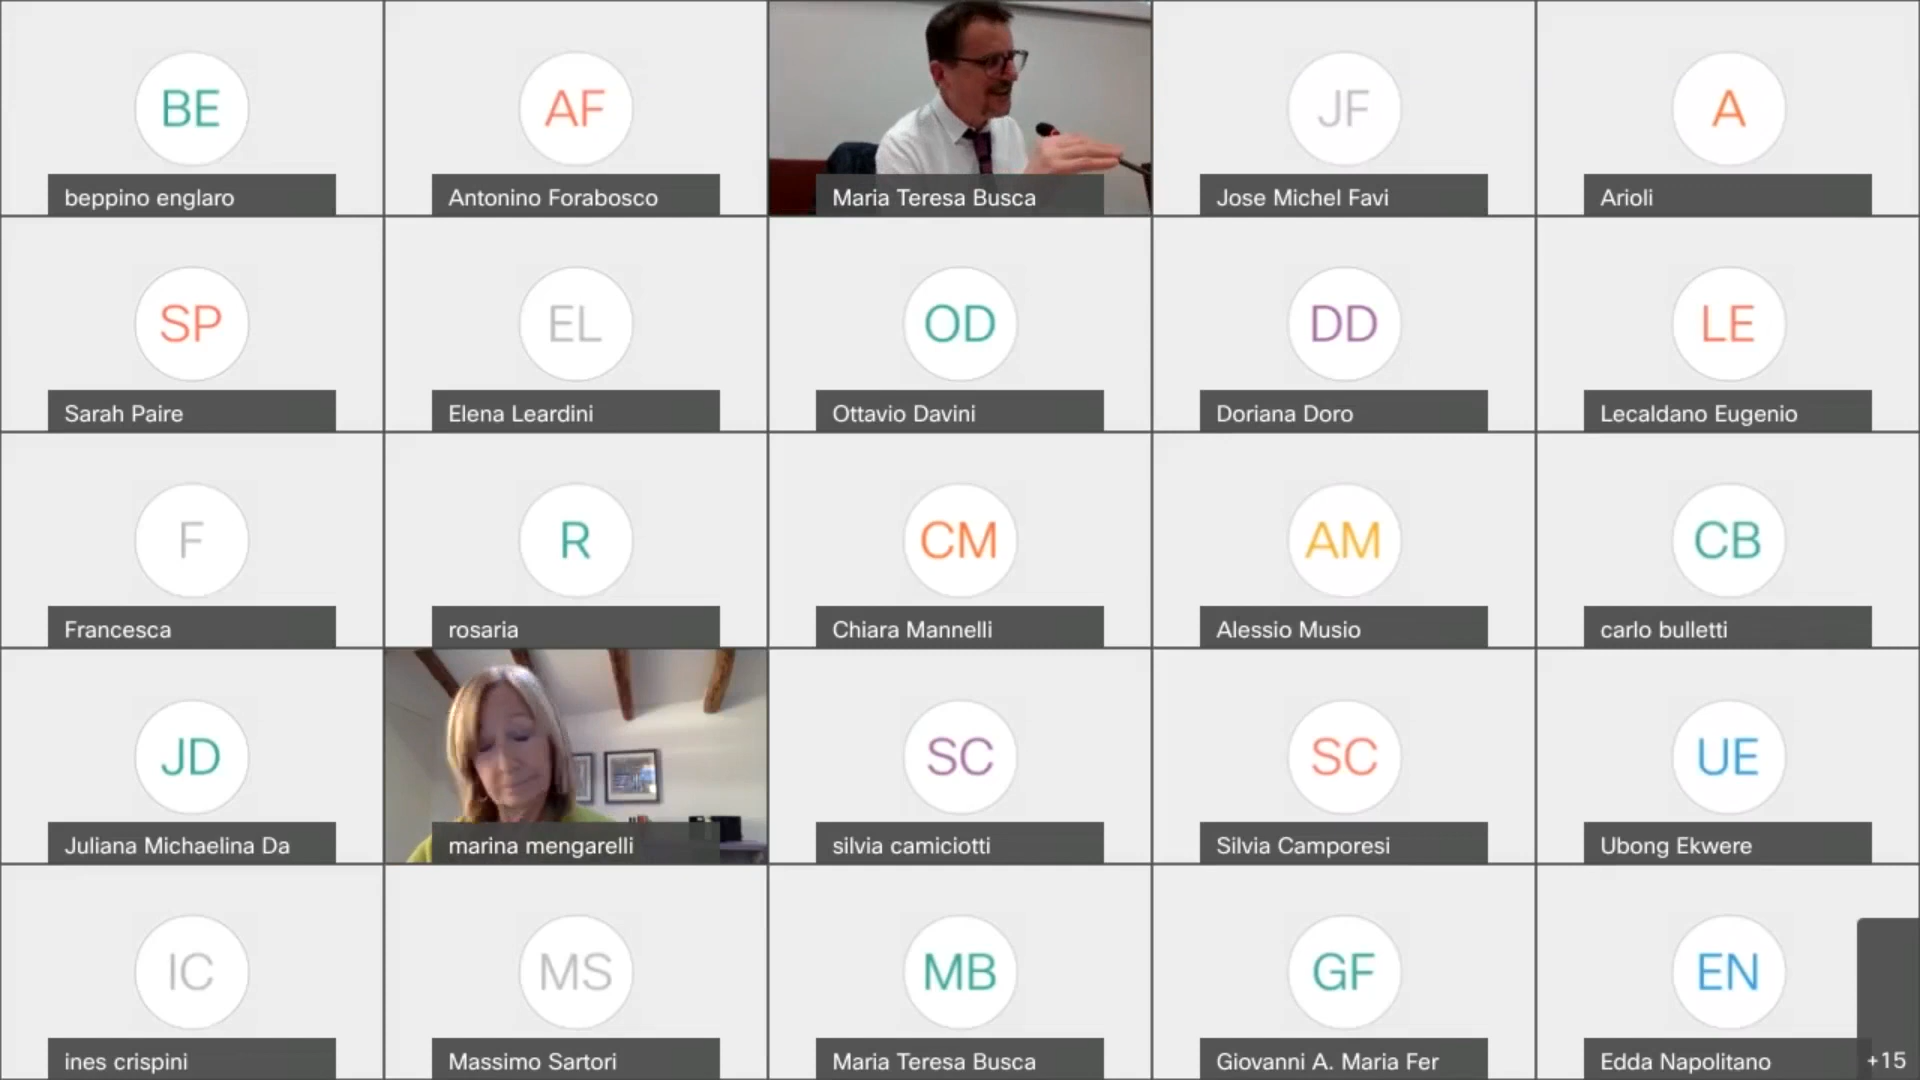 BE
AF
JF
A
beppino englaro
Antonino Forabosco
Maria Teresa Busca
Jose Michel Favi
Arioli
SP
EL
OD
DD
LE
Sarah Paire
Elena Leardini
Ottavio Davini
Doriana Doro
Lecaldano Eugenio
F
R
CM
AM
CB
Francesca
rosaria
Chiara Mannelli
Alessio Musio
carlo bulletti
JD
SC
SC
UE
Juliana Michaelina Da
marina mengarelli
silvia camiciotti
Silvia Camporesi
Ubong Ekwere
IC
MS
MB
GF
EN
ines crispini
Massimo Sartori
Maria Teresa Busca
Giovanni A. Maria Fer
Edda Napolitano
+15